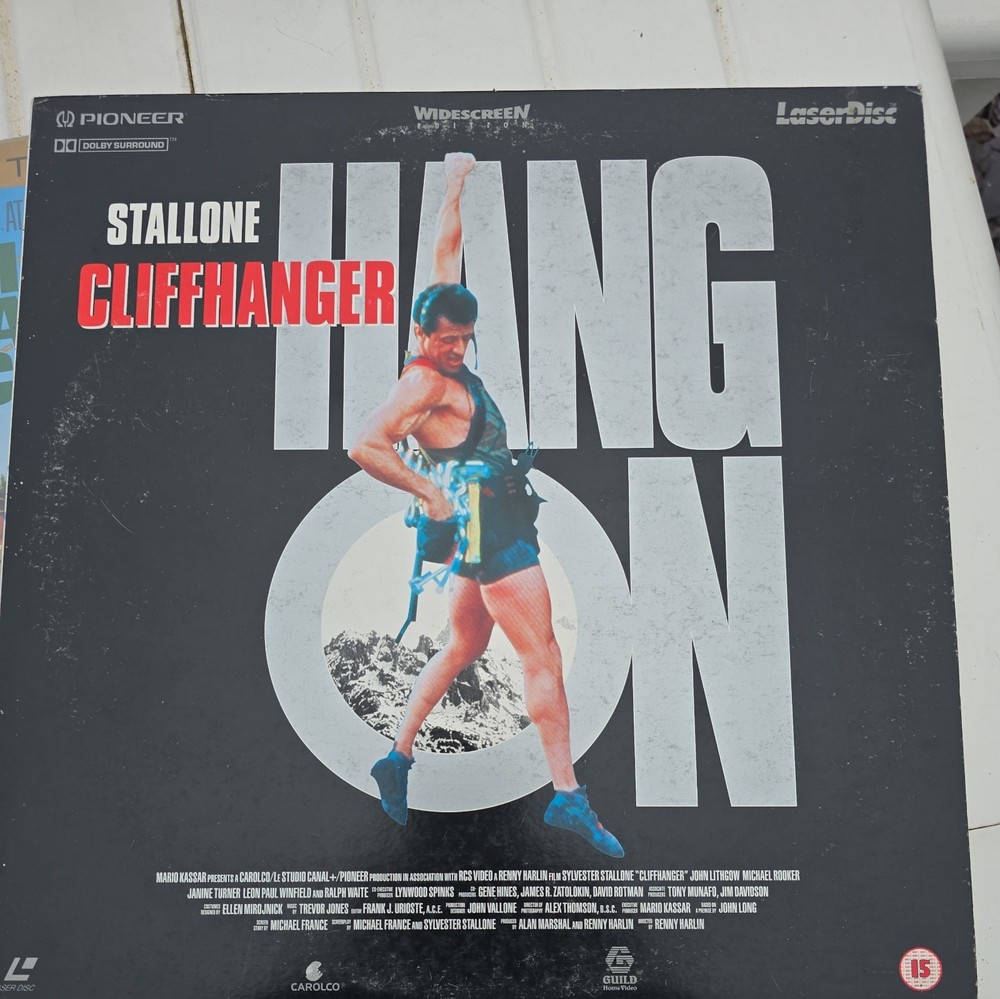 PIONEER
WIDESCREEN
EDITION
LaserDisc
DOLBY SURROUND TM
STALLONE
CLIFFHANGER
HANG
ON
MARIO KASSAR PRESENTS A CAROLCO/LE STUDIO CANAL+/PIONEER PRODUCTION IN ASSOCIATION WITH RCS VIDEO A RENNY HARLIN FILM SYLVESTER STALLONE "CLIFFHANGER" JOHN LITHGOW MICHAEL ROOKER
JANINE TURNER LEON PAUL WINFIELD AND RALPH WAITE CO-EXECUTIVE PRODUCER LYNWOOD SPINKS CO-PRODUCERS GENE HINES, JAMES R. ZATOLOKIN, DAVID ROTMAN ASSOCIATE PRODUCERS TONY MUNAFO, JIM DAVIDSON
COSTUMES DESIGNED BY ELLEN MIROJNICK MUSIC BY TREVOR JONES EDITOR FRANK J. URIOSTE, A.C.E. PRODUCTION DESIGNER JOHN VALLONE DIRECTOR OF PHOTOGRAPHY ALEX THOMSON, B.S.C. EXECUTIVE PRODUCER MARIO KASSAR BASED ON A PREMISE BY JOHN LONG
SCREEN STORY BY MICHAEL FRANCE SCREENPLAY BY MICHAEL FRANCE AND SYLVESTER STALLONE PRODUCED BY ALAN MARSHAL AND RENNY HARLIN DIRECTED BY RENNY HARLIN
ASER DISC
CAROLCO
GUILD
Home Video
15